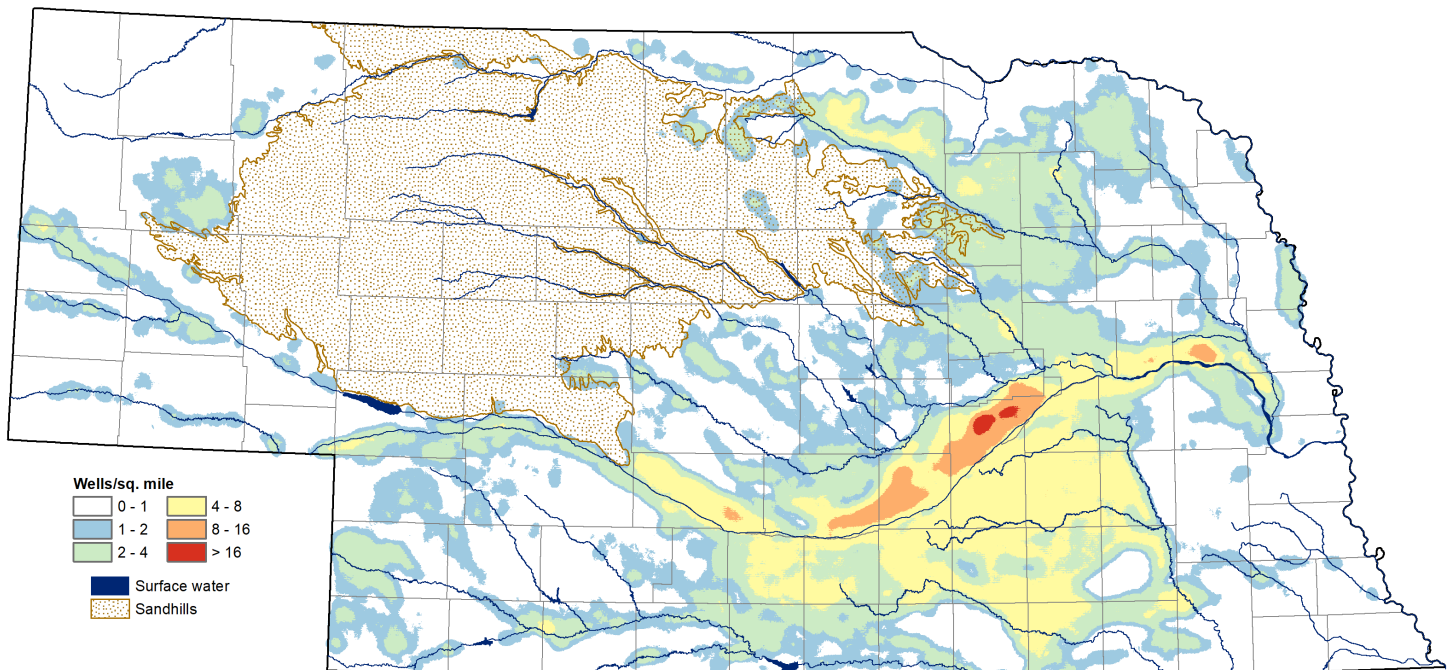 Wells/sq. mile
0 - 1 4 - 8
1 - 2 8 - 16
2 - 4 > 16
Surface water
Sandhills